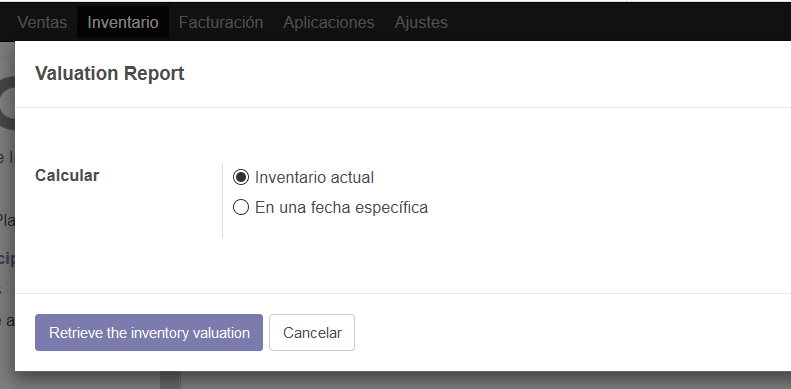 Ventas Inventario Facturación Aplicaciones Ajustes
Valuation Report
Calcular
Inventario actual
En una fecha específica
Retrieve the inventory valuation Cancelar